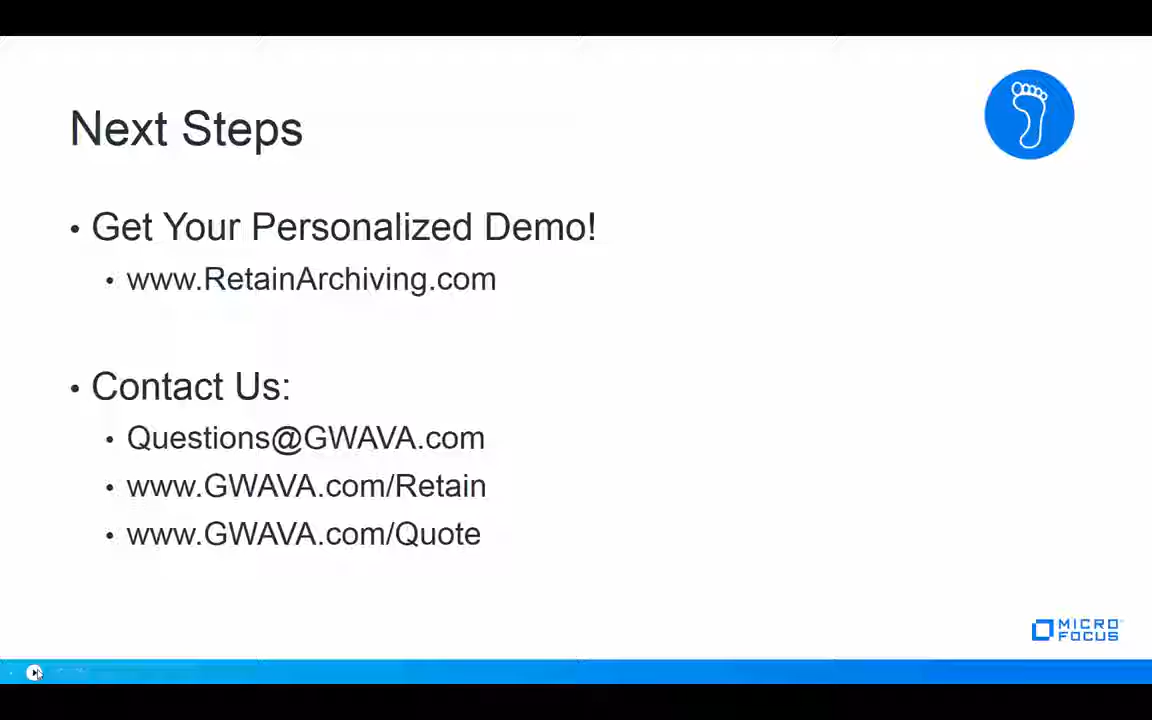 Next Steps
• Get Your Personalized Demo!
• www.RetainArchiving.com
• Contact Us:
• Questions@GWAVA.com
• www.GWAVA.com/Retain
• www.GWAVA.com/Quote
MICRO
FOCUS